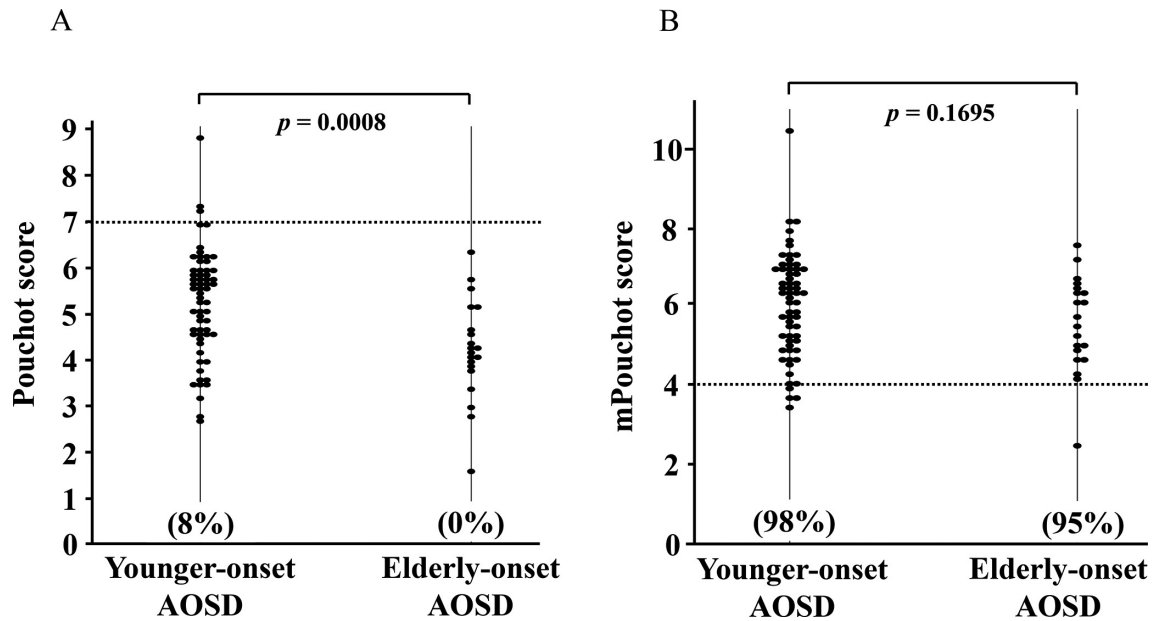 A
p = 0.0008
Pouchot score
9
8
7
6
5
4
3
2
1
0
(8%)
(0%)
Younger-onset
AOSD
Elderly-onset
AOSD
B
p = 0.1695
mPouchot score
10
8
6
4
2
0
(98%)
(95%)
Younger-onset
AOSD
Elderly-onset
AOSD